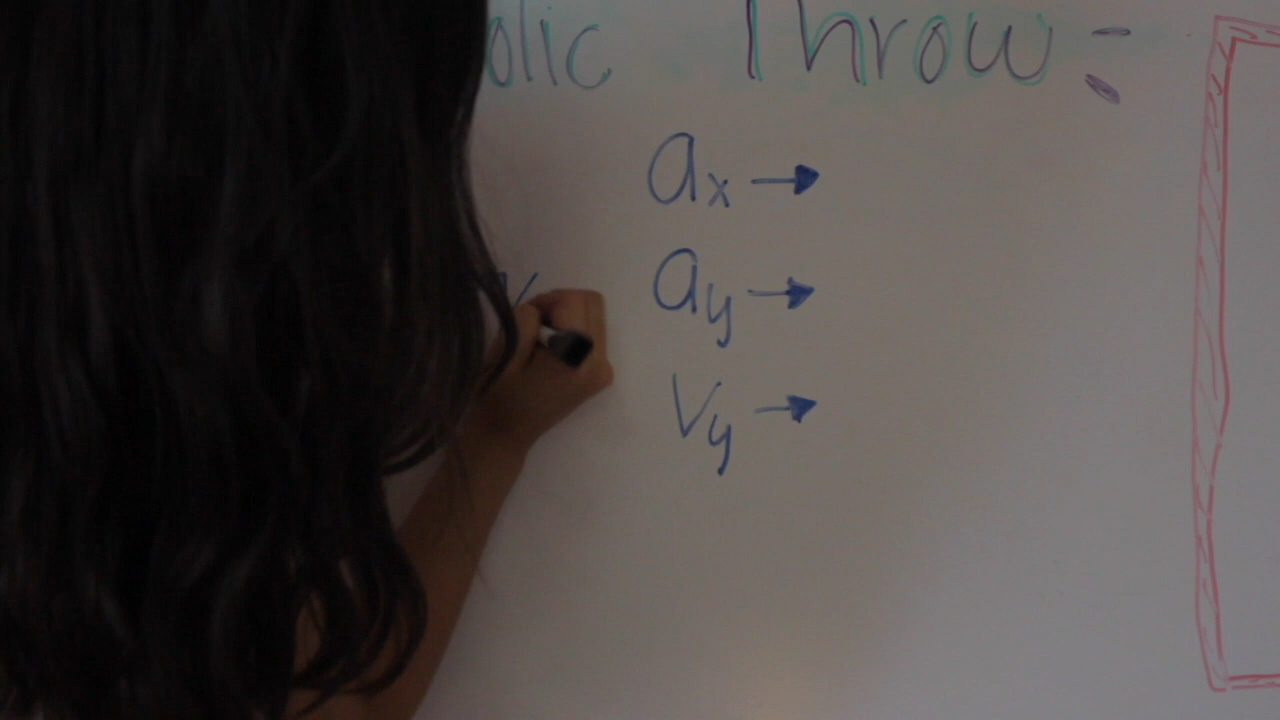 olic Throw:
ax →
ay →
V
Vy →